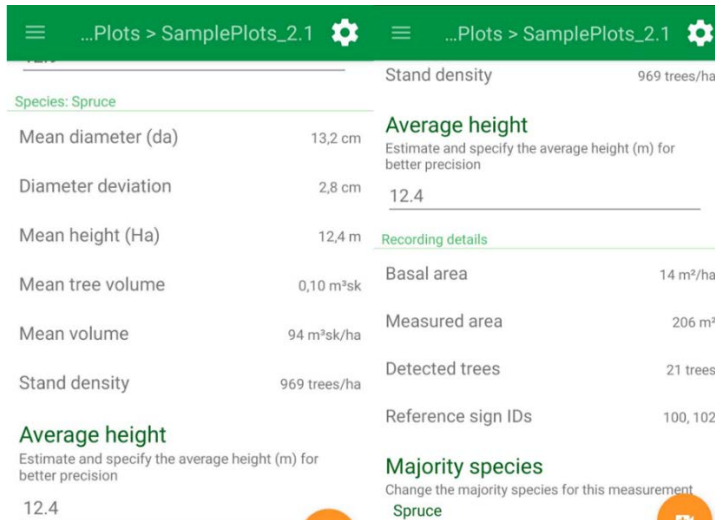 ...Plots > SamplePlots_2.1
Species: Spruce
Mean diameter (da) 13,2 cm
Diameter deviation 2,8 cm
Mean height (Ha) 12,4 m
Mean tree volume 0,10 m³sk
Mean volume 94 m³sk/ha
Stand density 969 trees/ha
Average height
Estimate and specify the average height (m) for
better precision
12.4
...Plots > SamplePlots_2.1
Stand density 969 trees/ha
Average height
Estimate and specify the average height (m) for
better precision
12.4
Recording details
Basal area 14 m²/ha
Measured area 206 m²
Detected trees 21 trees
Reference sign IDs 100, 102
Majority species
Change the majority species for this measurement
Spruce